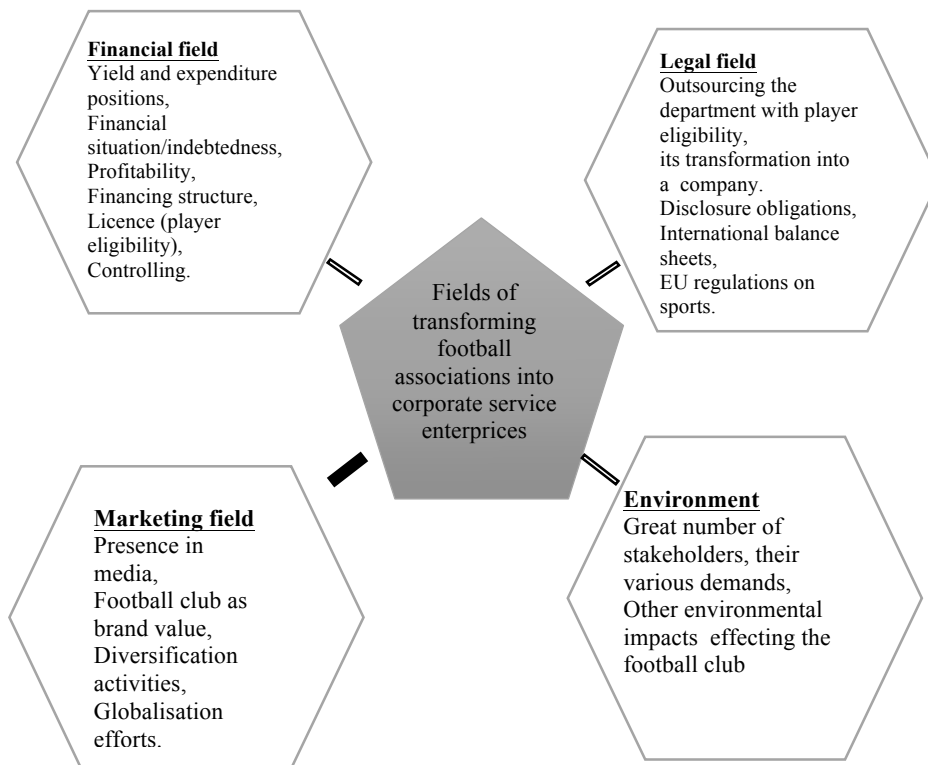 Financial field
Yield and expenditure
positions,
Financial
situation/indebtedness,
Profitability,
Financing structure,
Licence (player
eligibility),
Controlling.
Legal field
Outsourcing the
department with player
eligibility,
its transformation into
a company.
Disclosure obligations,
International balance
sheets,
EU regulations on
sports.
Fields of
transforming
football
associations into
corporate service
enterprices
Marketing field
Presence in
media,
Football club as
brand value,
Diversification
activities,
Globalisation
efforts.
Environment
Great number of
stakeholders, their
various demands,
Other environmental
impacts effecting the
football club